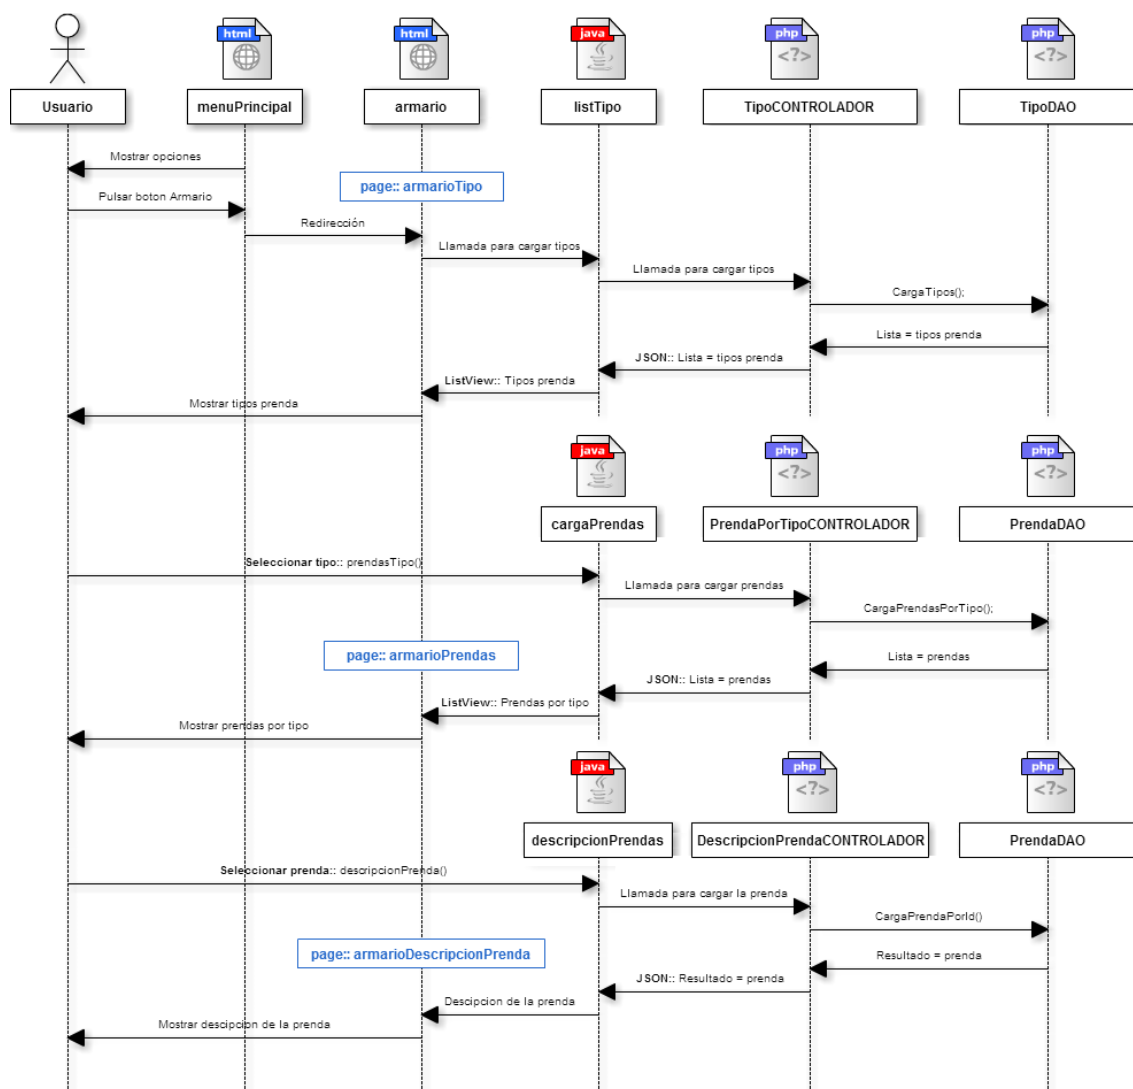 html
html
java
php
php
Usuario
menuPrincipal
armario
listTipo
TipoCONTROLADOR
TipoDAO
Mostrar opciones
page:: armarioTipo
Pulsar boton Armario
Redirección
Llamada para cargar tipos
Llamada para cargar tipos
CargaTipos();
Lista = tipos prenda
JSON:: Lista = tipos prenda
ListView:: Tipos prenda
Mostrar tipos prenda
java
php
php
<?>
<?>
<?>
<?>
cargaPrendas
PrendaPorTipoCONTROLADOR
PrendaDAO
Seleccionar tipo:: prendasTipo()
Llamada para cargar prendas
CargaPrendasPorTipo();
page:: armarioPrendas
Lista = prendas
JSON:: Lista = prendas
ListView:: Prendas por tipo
Mostrar prendas por tipo
java
php
php
<?>
<?>
descripcionPrendas
DescripcionPrendaCONTROLADOR
PrendaDAO
Seleccionar prenda:: descripcionPrenda()
Llamada para cargar la prenda
CargaPrendaPorId()
page:: armarioDescripcionPrenda
Resultado = prenda
JSON:: Resultado = prenda
Descipcion de la prenda
Mostrar descipcion de la prenda